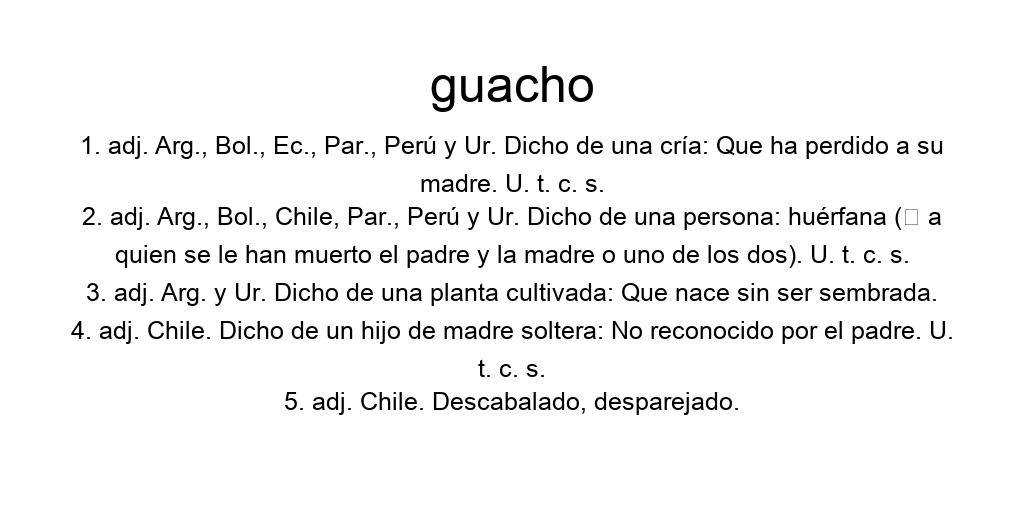 guacho
1. adj. Arg., Bol., Ec., Par., Perú y Ur. Dicho de una cría: Que ha perdido a su
madre. U. t. c. s.
2. adj. Arg., Bol., Chile, Par., Perú y Ur. Dicho de una persona: huérfana (□ a
quien se le han muerto el padre y la madre o uno de los dos). U. t. c. s.
3. adj. Arg. y Ur. Dicho de una planta cultivada: Que nace sin ser sembrada.
4. adj. Chile. Dicho de un hijo de madre soltera: No reconocido por el padre. U.
t. c. s.
5. adj. Chile. Descabalado, desparejado.